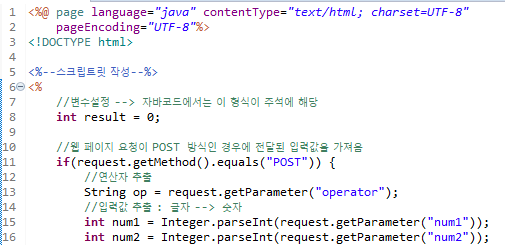 1 <%@ page language="java" contentType="text/html; charset=UTF-8"
2 pageEncoding="UTF-8"%>
3 <!DOCTYPE html>
4
5 <%--스크립트릿 작성--%>
6 <%
7 //변수설정 --> 자바코드에서는 이 형식이 주석에 해당
8 int result = 0;
9
10 //웹 페이지 요청이 POST 방식인 경우에 전달된 입력값을 가져옴
11 if(request.getMethod().equals("POST")) {
12 //연산자 추출
13 String op = request.getParameter("operator");
14 //입력값 추출 : 글자 --> 숫자
15 int num1 = Integer.parseInt(request.getParameter("num1"));
16 int num2 = Integer.parseInt(request.getParameter("num2"));